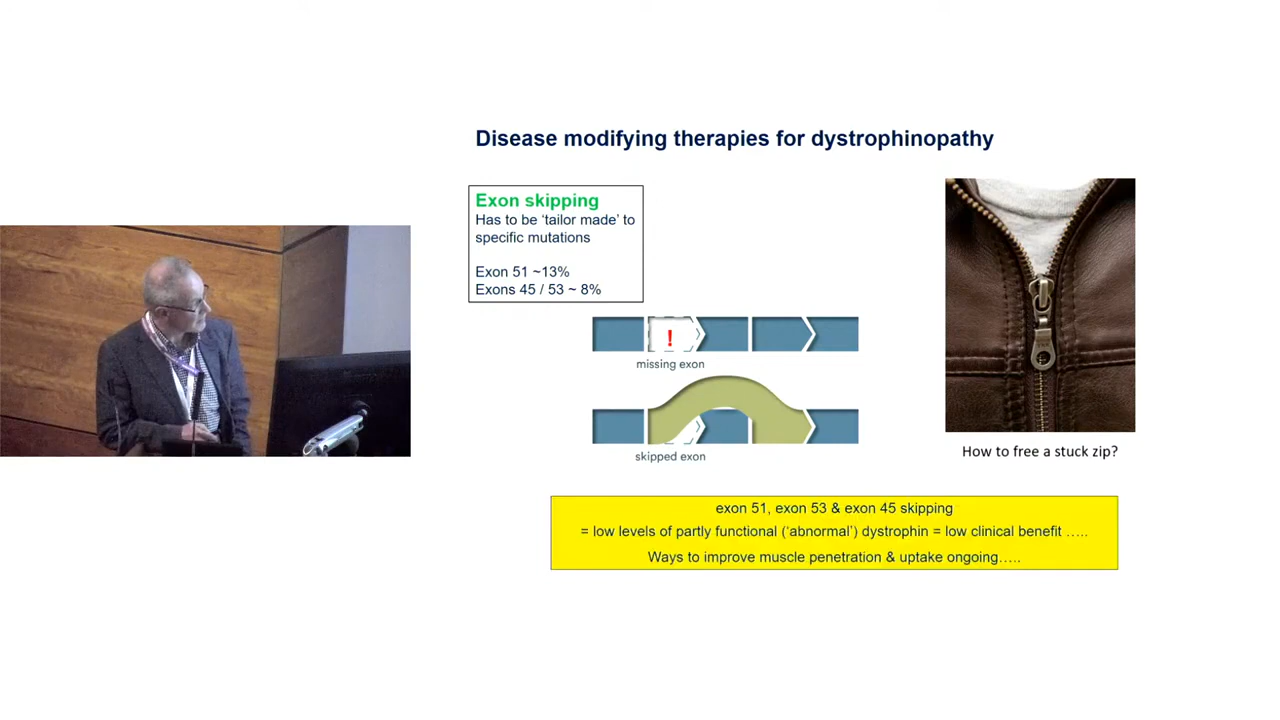 Disease modifying therapies for dystrophinopathy
Exon skipping
Has to be ‘tailor made’ to
specific mutations
Exon 51 ~13%
Exons 45 / 53 ~ 8%
!
missing exon
skipped exon
How to free a stuck zip?
exon 51, exon 53 & exon 45 skipping
= low levels of partly functional (‘abnormal’) dystrophin = low clinical benefit …..
Ways to improve muscle penetration & uptake ongoing…..